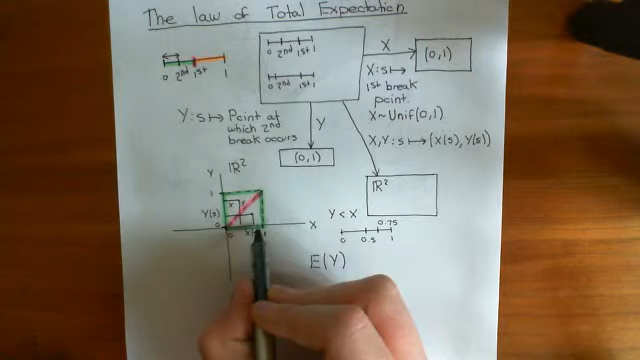 The law of Total Expectation
0 2nd 1st 1
0 2nd 1st 1
0 2nd 1st 1
X
(0,1)
X:s↦
1st break
point.
X~Unif(0,1)
Y:s↦ Point at
which 2nd
break occurs
Y
(0,1)
X,Y:s↦(X(s),Y(s))
ℝ²
ℝ²
Y
1
X
Y
Y(s)
0
0
X
Y<X
0.75
0 0.5 1
E(Y)